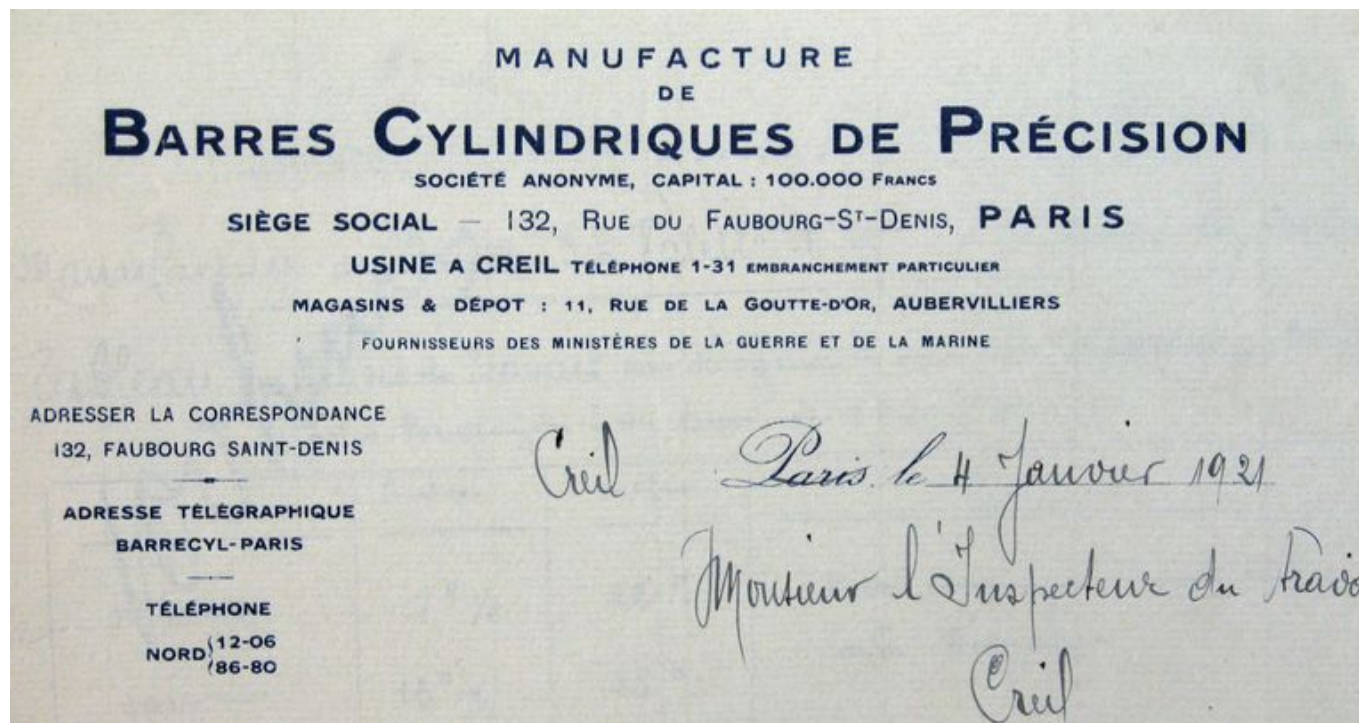 MANUFACTURE
DE
BARRES CYLINDRIQUES DE PRÉCISION
SOCIÉTÉ ANONYME, CAPITAL : 100.000 FRANCS
SIÈGE SOCIAL — 132, RUE DU FAUBOURG-Sᵀ-DENIS, PARIS
USINE A CREIL TÉLÉPHONE 1-31 EMBRANCHEMENT PARTICULIER
MAGASINS & DÉPOT : 11, RUE DE LA GOUTTE-D'OR, AUBERVILLIERS
FOURNISSEURS DES MINISTÈRES DE LA GUERRE ET DE LA MARINE
ADRESSER LA CORRESPONDANCE
132, FAUBOURG SAINT-DENIS
ADRESSE TÉLÉGRAPHIQUE
BARRECYL-PARIS
TÉLÉPHONE
NORD 12-06
86-80
Creil Paris, le 4 Janvier 1921
Monsieur l'Inspecteur du Trava
Creil